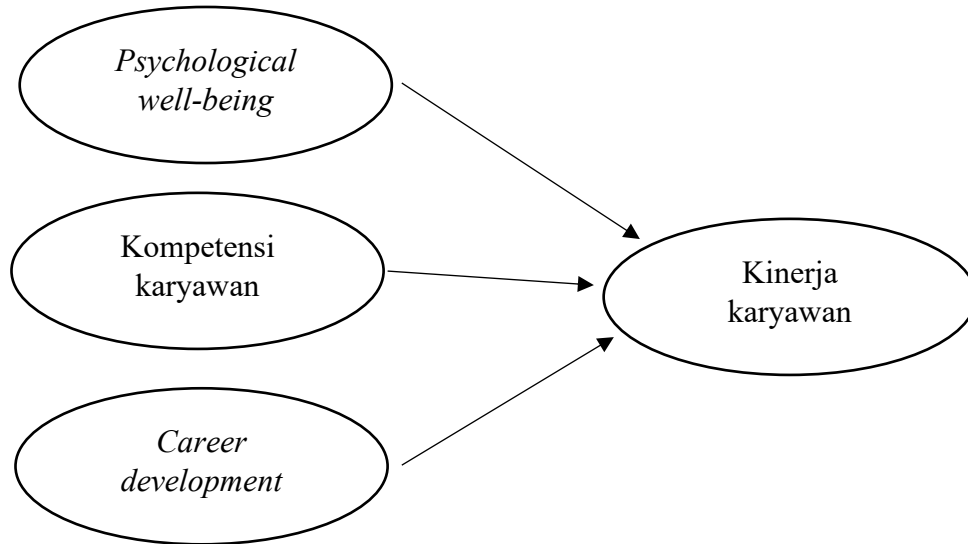 Psychological
well-being
Kompetensi
karyawan
Kinerja
karyawan
Career
development